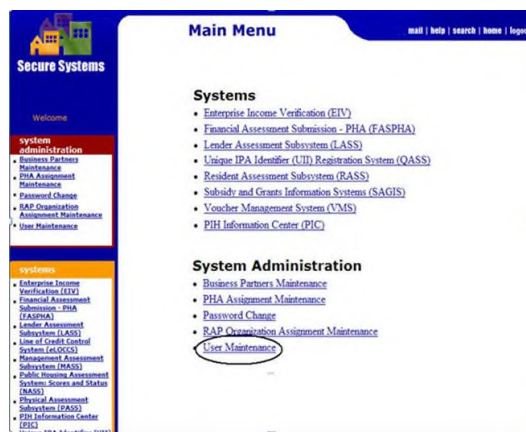 Secure Systems
Welcome
system
administration
Business Partners
Maintenance
PHA Assignment
Maintenance
Password Change
RAP Organization
Assignment Maintenance
User Maintenance
systems
Enterprise Income
Verification (EIV)
Financial Assessment
Submission - PHA
(FASPHA)
Lender Assessment
Subsystem (LASS)
Line of Credit Control
System (eLOCCS)
Management Assessment
Subsystem (MASS)
Public Housing Assessment
System: Scores and Status
(NASS)
Physical Assessment
Subsystem (PASS)
PIH Information Center
(PIC)
Main Menu
mail | help | search | home |
Systems
Enterprise Income Verification (EIV)
Financial Assessment Submission - PHA (FASPHA)
Lender Assessment Subsystem (LASS)
Unique IPA Identifier (UII) Registration System (QASS)
Resident Assessment Subsystem (RASS)
Subsidy and Grants Information Systems (SAGIS)
Voucher Management System (VMS)
PIH Information Center (PIC)
System Administration
Business Partners Maintenance
PHA Assignment Maintenance
Password Change
RAP Organization Assignment Maintenance
User Maintenance